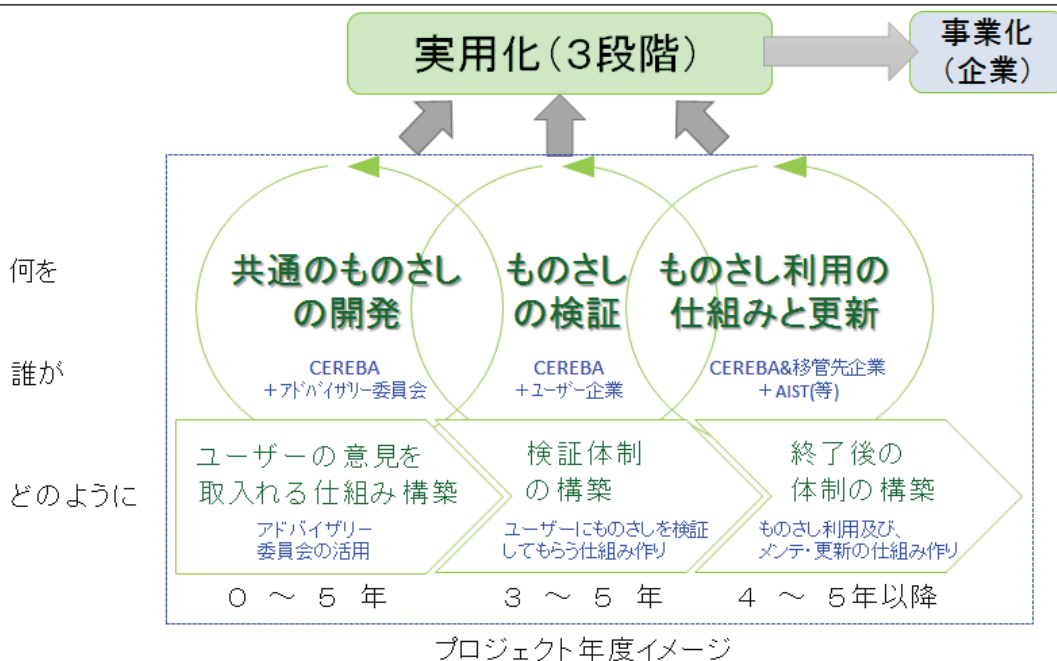 実用化（３段階）
事業化
（企業）
何を
共通のものさし
の開発
ものさし
の検証
ものさし利用の
仕組みと更新
誰が
CEREBA
＋アドバイザリー委員会
CEREBA
＋ユーザー企業
CEREBA&移管先企業
＋AIST(等)
どのように
ユーザーの意見を
取入れる仕組み構築
アドバイザリー
委員会の活用
検証体制
の構築
ユーザーにものさしを検証
してもらう仕組み作り
終了後の
体制の構築
ものさし利用及び、
メンテ・更新の仕組み作り
０ ～ ５ 年
３ ～ ５ 年
４ ～ ５年以降
プロジェクト年度イメージ